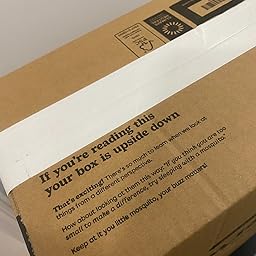 If you're reading this
your box is upside down
That's exciting! There's so much to learn when we look at
things from a different perspective.
How about looking at them this way: "If you think you are too
small to make a difference, try sleeping with a mosquito."
Keep at it you little mosquito, your buzz matters!